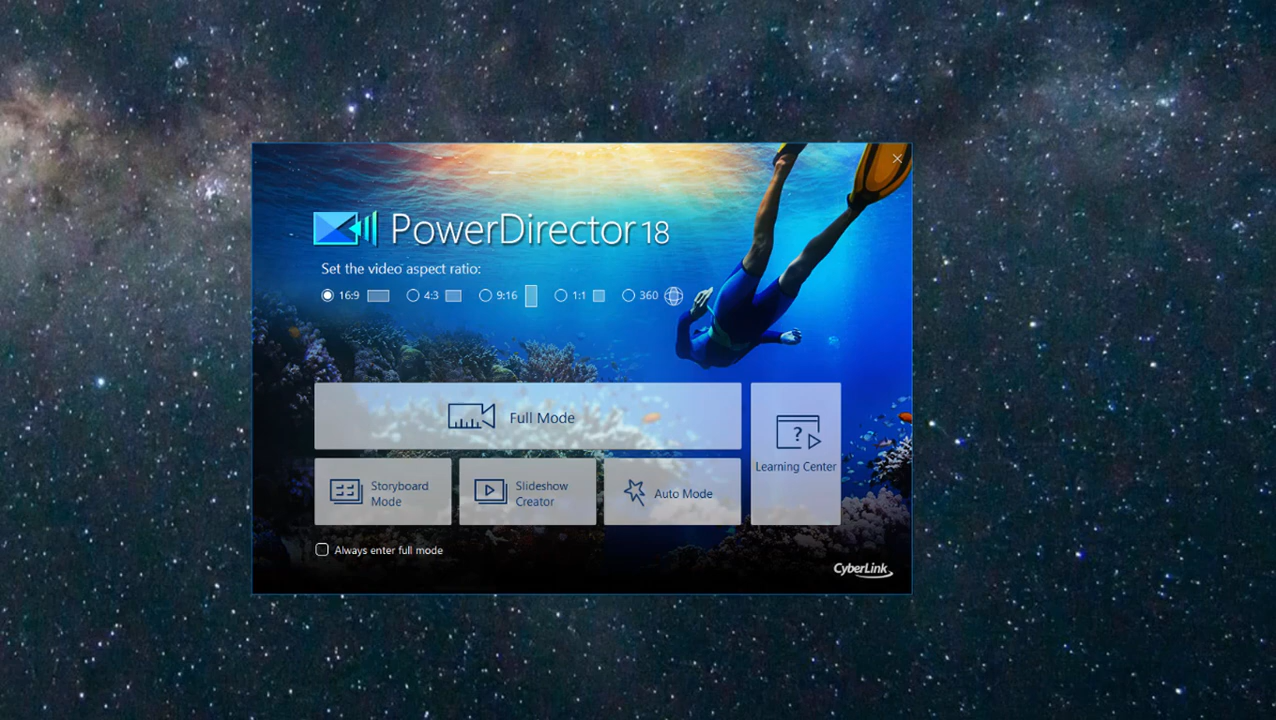 PowerDirector 18
Set the video aspect ratio:
16:9 4:3 9:16 1:1 360
Full Mode
?
Learning Center
Storyboard
Mode
Slideshow
Creator
Auto Mode
Always enter full mode
CyberLink